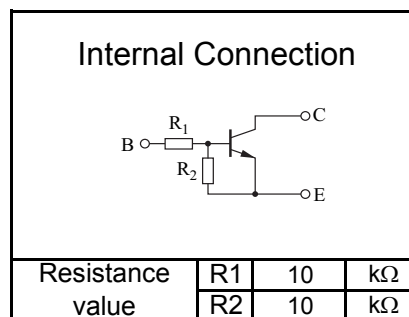 Internal Connection
C
R1
B
R2
E
Resistance value R1 10 kΩ
R2 10 kΩ